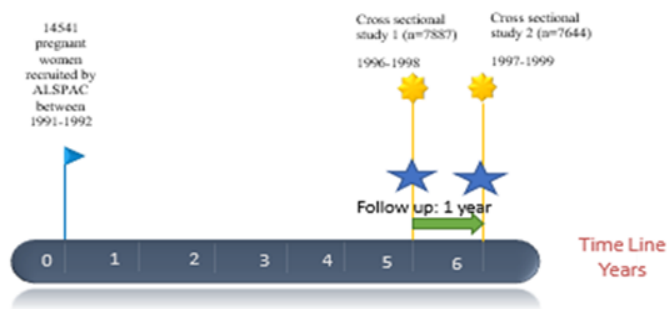 14541
pregnant
women
recruited by
ALSPAC
between
1991-1992
Cross sectional
study 1 (n=7887)
1996-1998
Cross sectional
study 2 (n=7644)
1997-1999
Follow up: 1 year
0 1 2 3 4 5 6
Time Line
Years